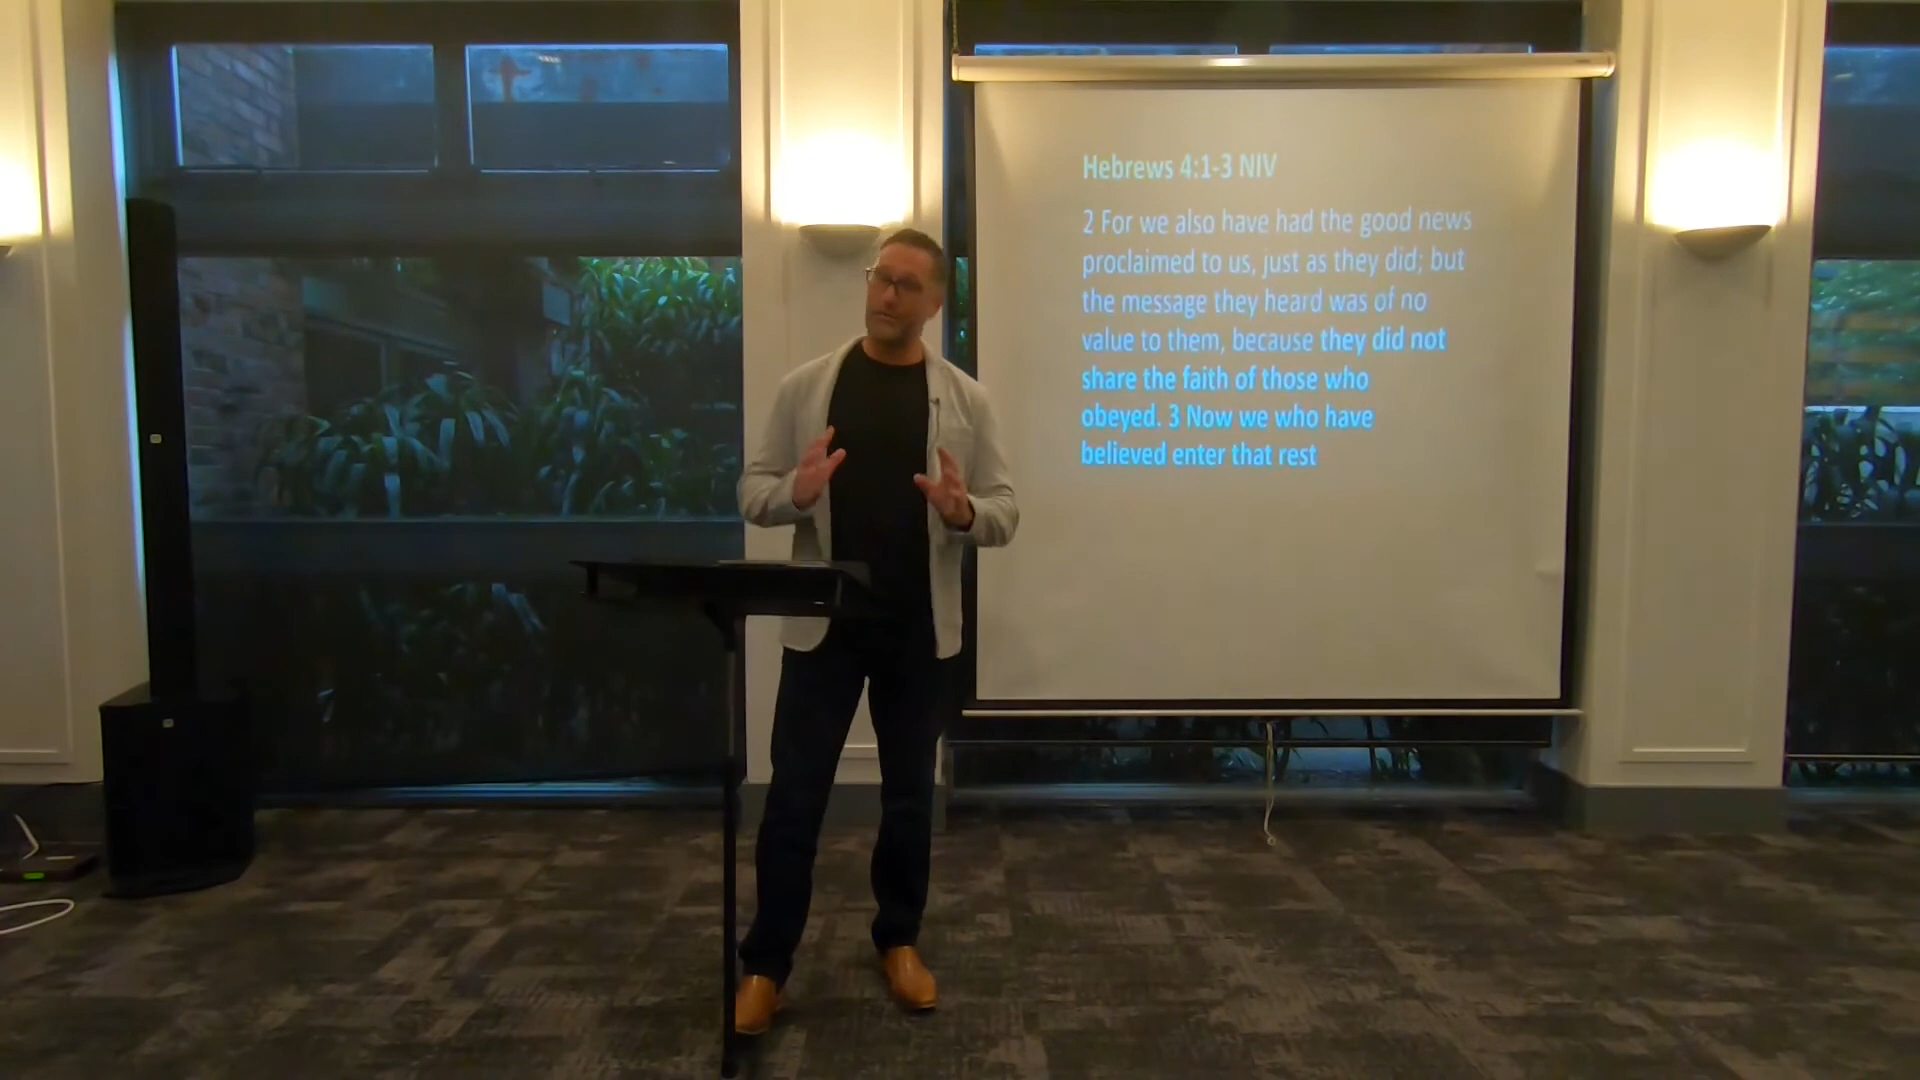 Hebrews 4:1-3 NIV
2 For we also have had the good news
proclaimed to us, just as they did; but
the message they heard was of no
value to them, because they did not
share the faith of those who
obeyed. 3 Now we who have
believed enter that rest